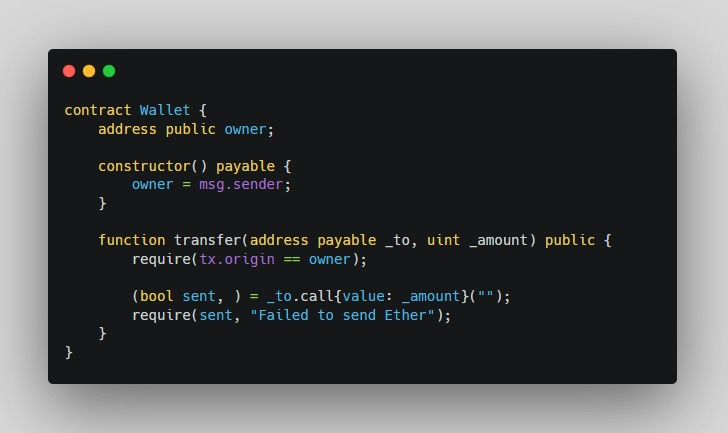 contract Wallet {
    address public owner;

    constructor() payable {
        owner = msg.sender;
    }

    function transfer(address payable _to, uint _amount) public {
        require(tx.origin == owner);

        (bool sent, ) = _to.call{value: _amount}("");
        require(sent, "Failed to send Ether");
    }
}